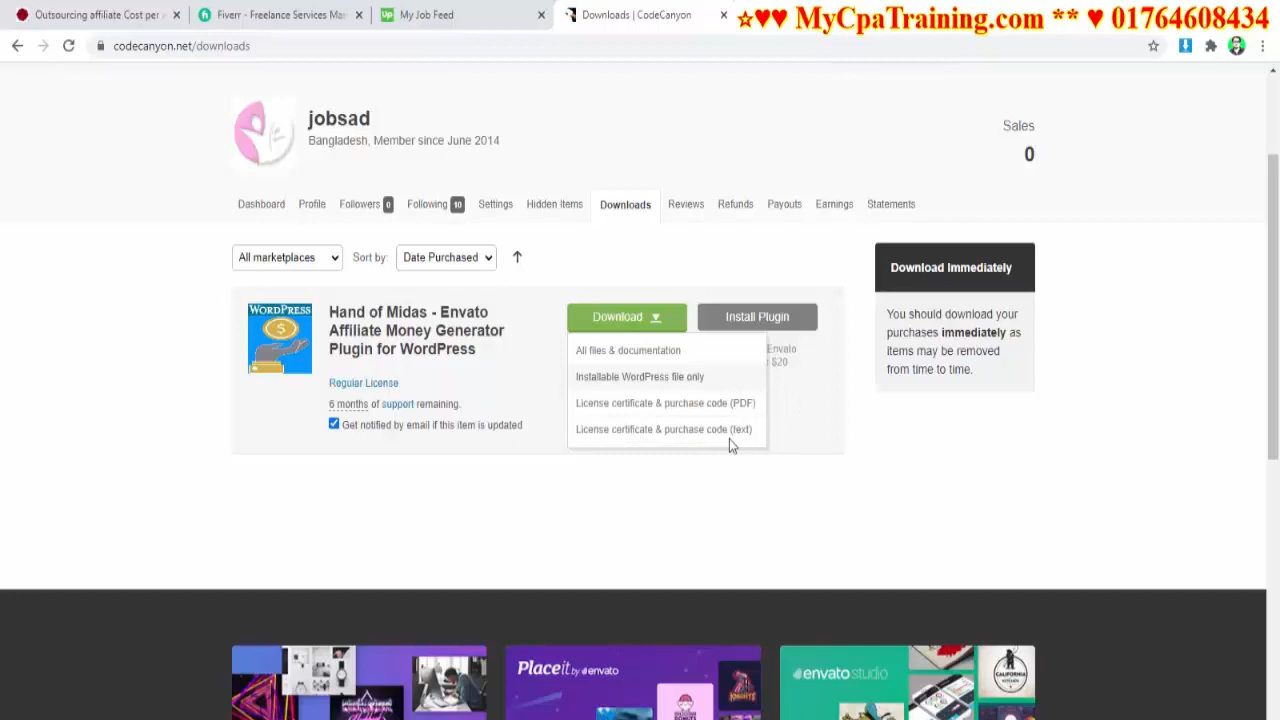 Outsourcing affiliate Cost per
Fiverr - Freelance Services Mar
My Job Feed
Downloads | CodeCanyon
☆♥♥ MyCpaTraining.com ** ♥ 01764608434
codecanyon.net/downloads
jobsad
Bangladesh, Member since June 2014
Sales
0
Dashboard Profile Followers 0 Following 10 Settings Hidden Items Downloads Reviews Refunds Payouts Earnings Statements
All marketplaces Sort by: Date Purchased
Download Immediately
You should download your
purchases immediately as
items may be removed
from time to time.
WORDPRESS
Hand of Midas - Envato
Affiliate Money Generator
Plugin for WordPress
Regular License
6 months of support remaining.
Get notified by email if this item is updated
Download
Install Plugin
All files & documentation
Installable WordPress file only
License certificate & purchase code (PDF)
License certificate & purchase code (text)
Envato
$20
Placeit by envato
envato studio
CALIFORNIA
KITCHEN